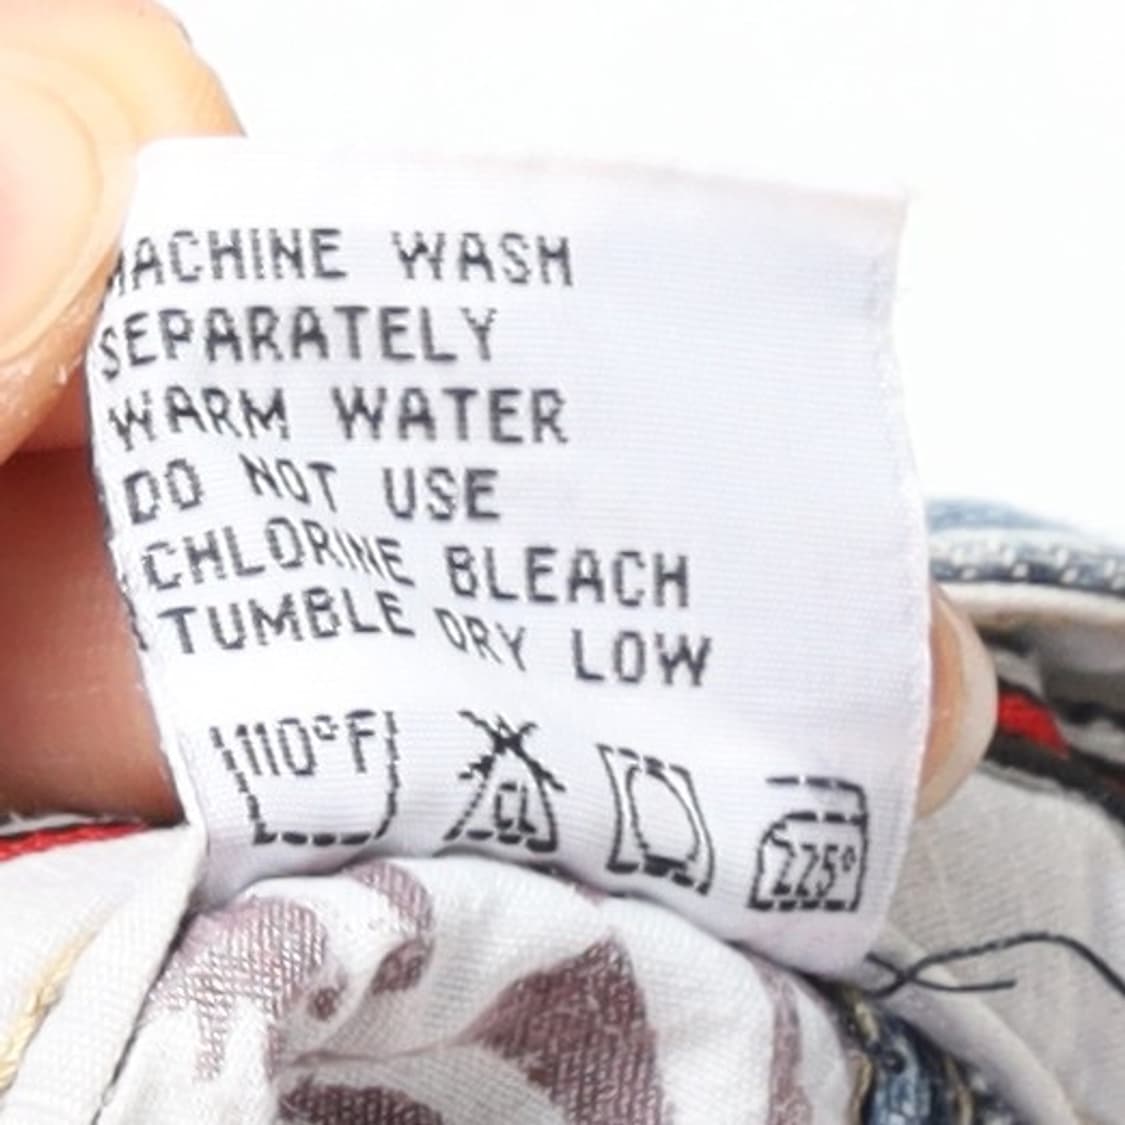 MACHINE WASH
SEPARATELY
WARM WATER
DO NOT USE
CHLORINE BLEACH
TUMBLE DRY LOW
110°F CL 225°